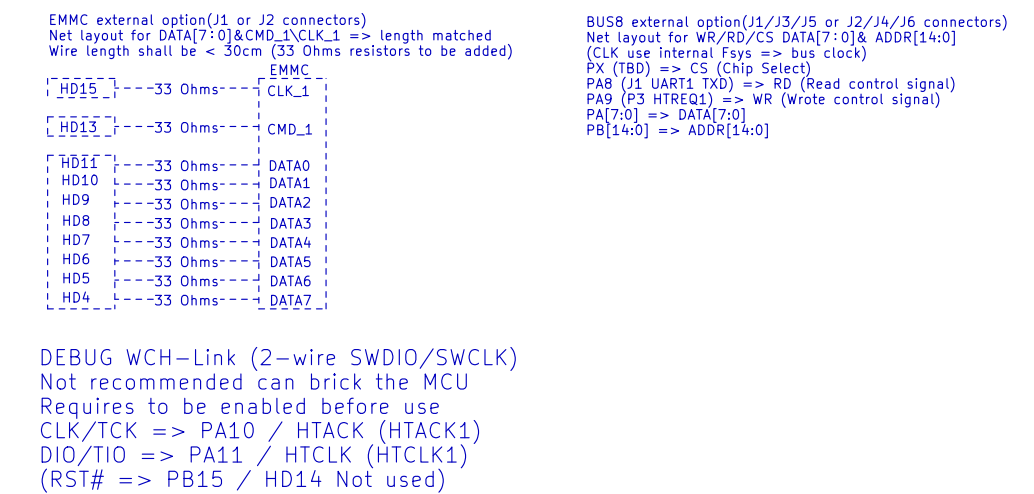 EMMC external option(J1 or J2 connectors)
Net layout for DATA[7:0]&CMD_1\CLK_1 => length matched
Wire length shall be < 30cm (33 Ohms resistors to be added)
EMMC
HD15 33 Ohms CLK_1
HD13 33 Ohms CMD_1
HD11 33 Ohms DATA0
HD10 33 Ohms DATA1
HD9 33 Ohms DATA2
HD8 33 Ohms DATA3
HD7 33 Ohms DATA4
HD6 33 Ohms DATA5
HD5 33 Ohms DATA6
HD4 33 Ohms DATA7
BUS8 external option(J1/J3/J5 or J2/J4/J6 connectors)
Net layout for WR/RD/CS DATA[7:0]& ADDR[14:0]
(CLK use internal Fsys => bus clock)
PX (TBD) => CS (Chip Select)
PA8 (J1 UART1 TXD) => RD (Read control signal)
PA9 (P3 HTREQ1) => WR (Wrote control signal)
PA[7:0] => DATA[7:0]
PB[14:0] => ADDR[14:0]
DEBUG WCH-Link (2-wire SWDIO/SWCLK)
Not recommended can brick the MCU
Requires to be enabled before use
CLK/TCK => PA10 / HTACK (HTACK1)
DIO/TIO => PA11 / HTCLK (HTCLK1)
(RST# => PB15 / HD14 Not used)